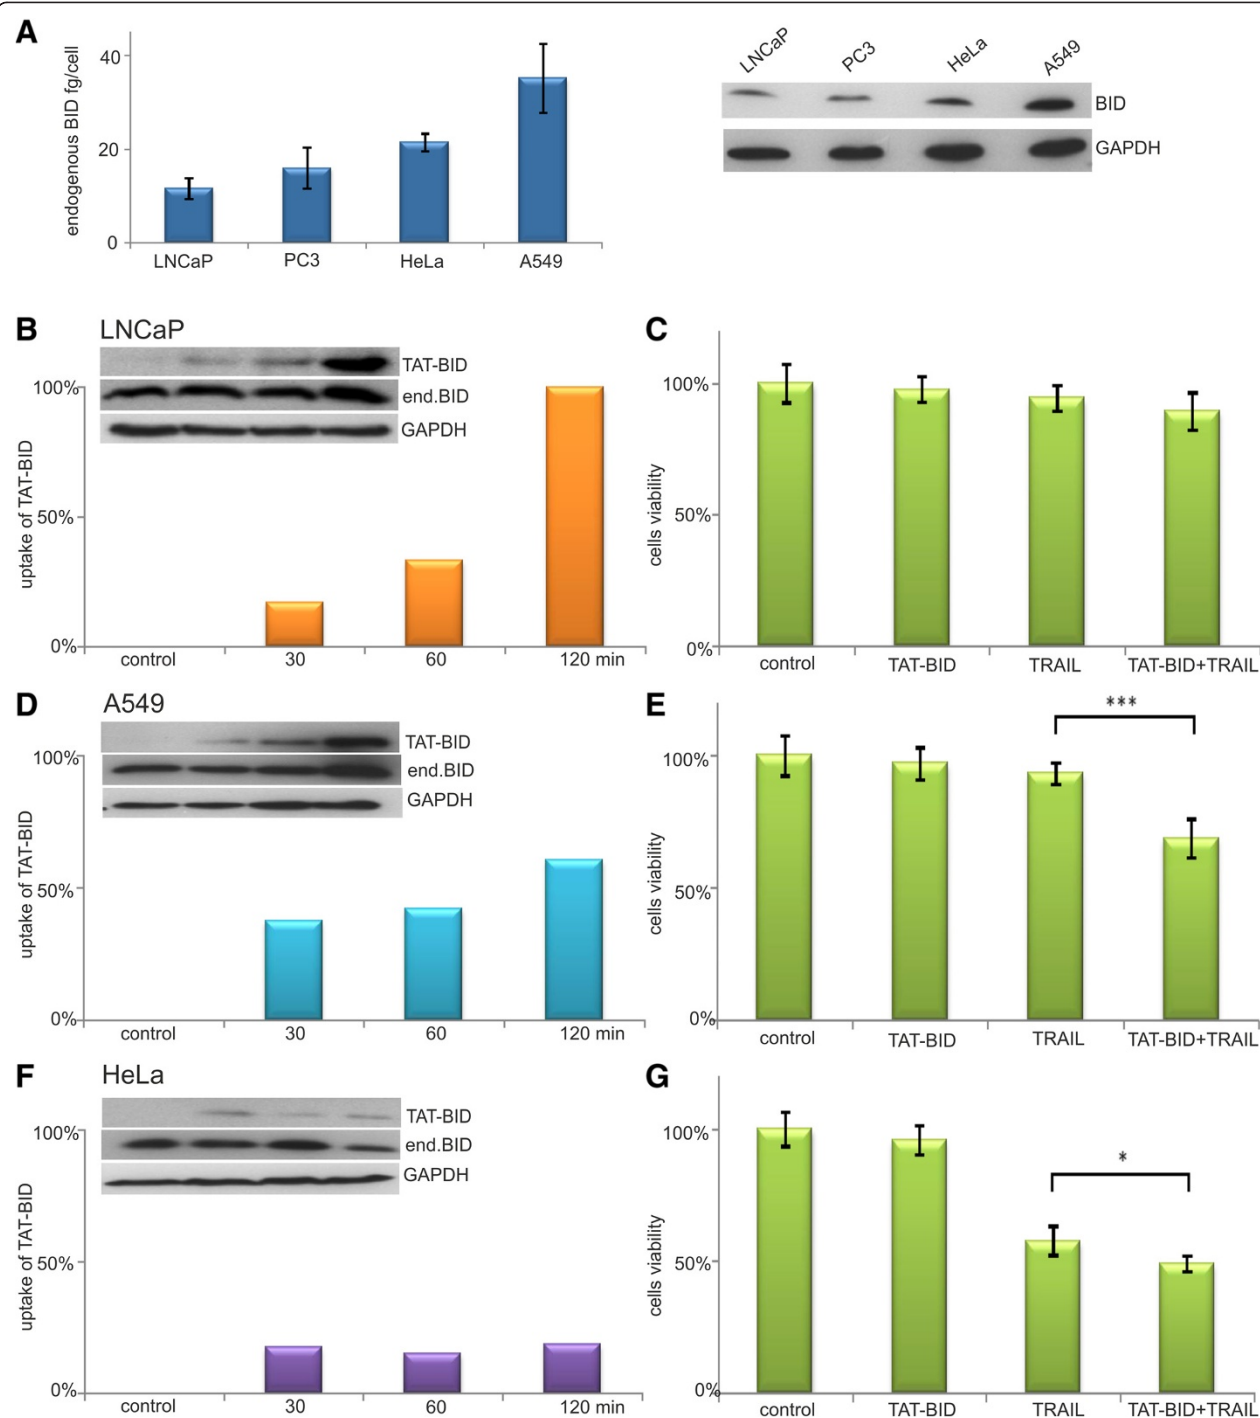 A
endogenous BID fg/cell
40
20
0
LNCaP
PC3
HeLa
A549
LNCaP
PC3
HeLa
A549
BID
GAPDH
B
LNCaP
TAT-BID
end.BID
GAPDH
uptake of TAT-BID
100%
50%
0%
control
30
60
120 min
C
cells viability
100%
50%
0%
control
TAT-BID
TRAIL
TAT-BID+TRAIL
D
A549
TAT-BID
end.BID
GAPDH
uptake of TAT-BID
100%
50%
0%
control
30
60
120 min
E
***
cells viability
100%
50%
0%
control
TAT-BID
TRAIL
TAT-BID+TRAIL
F
HeLa
TAT-BID
end.BID
GAPDH
uptake of TAT-BID
100%
50%
0%
control
30
60
120 min
G
*
cells viability
100%
50%
0%
control
TAT-BID
TRAIL
TAT-BID+TRAIL